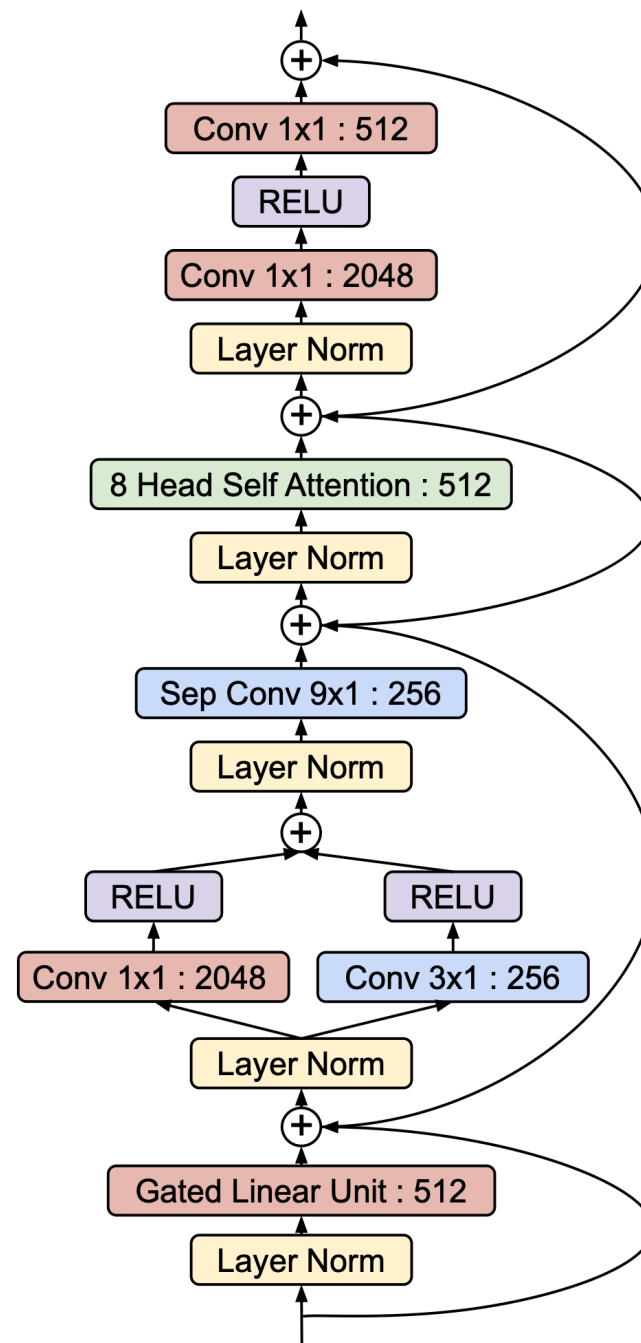 +
Conv 1x1 : 512
RELU
Conv 1x1 : 2048
Layer Norm
+
8 Head Self Attention : 512
Layer Norm
+
Sep Conv 9x1 : 256
Layer Norm
+
RELU
RELU
Conv 1x1 : 2048
Conv 3x1 : 256
Layer Norm
+
Gated Linear Unit : 512
Layer Norm